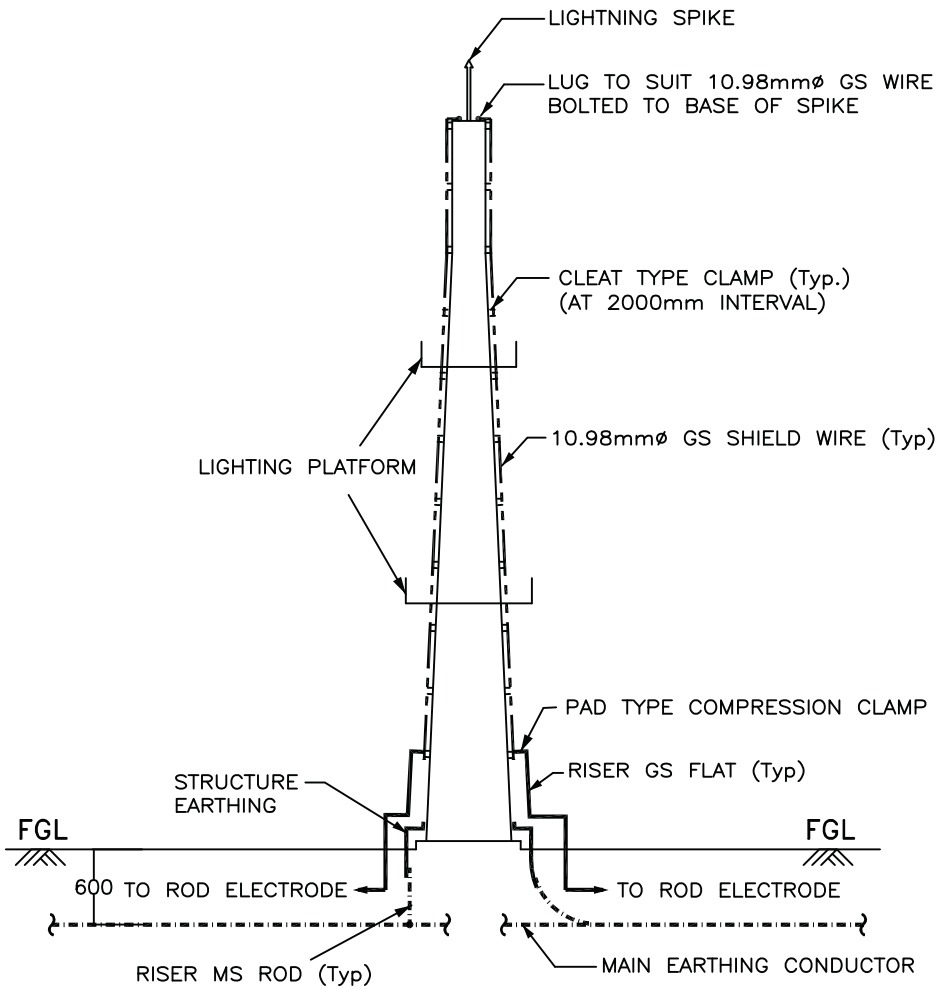 LIGHTNING SPIKE
LUG TO SUIT 10.98mmø GS WIRE
BOLTED TO BASE OF SPIKE
CLEAT TYPE CLAMP (Typ.)
(AT 2000mm INTERVAL)
10.98mmø GS SHIELD WIRE (Typ)
LIGHTING PLATFORM
PAD TYPE COMPRESSION CLAMP
RISER GS FLAT (Typ)
STRUCTURE
EARTHING
FGL
FGL
600
TO ROD ELECTRODE
TO ROD ELECTRODE
RISER MS ROD (Typ)
MAIN EARTHING CONDUCTOR